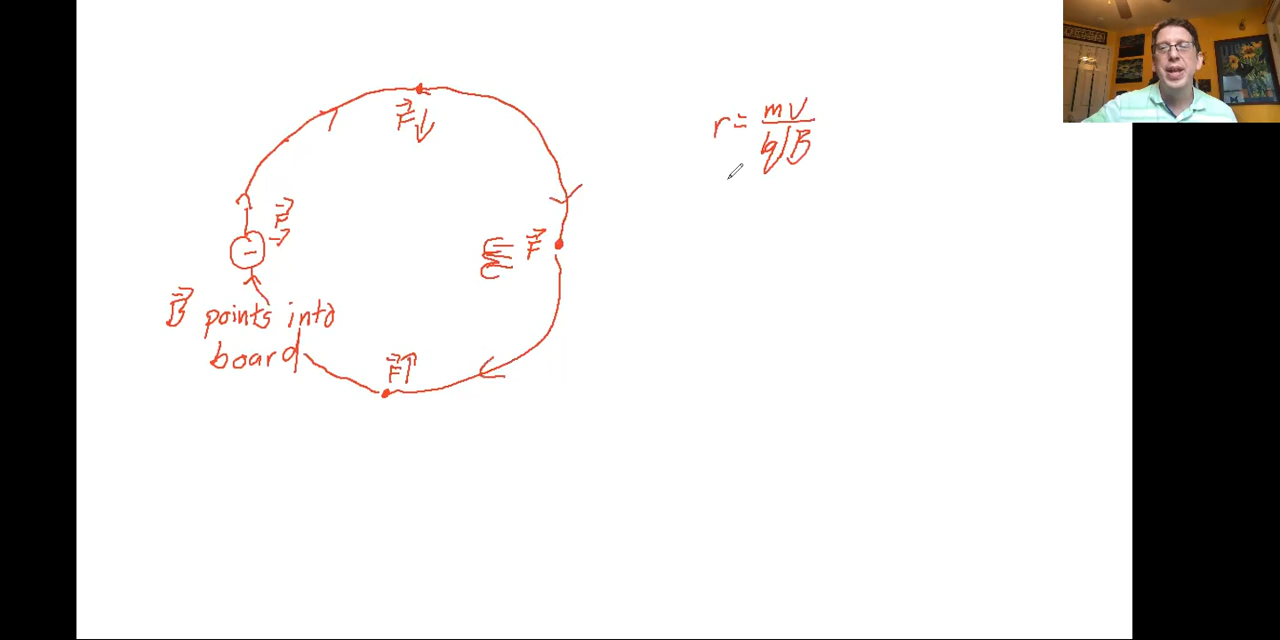 F↓
r = mv / |q|B
F
F
B points into
board
F↑